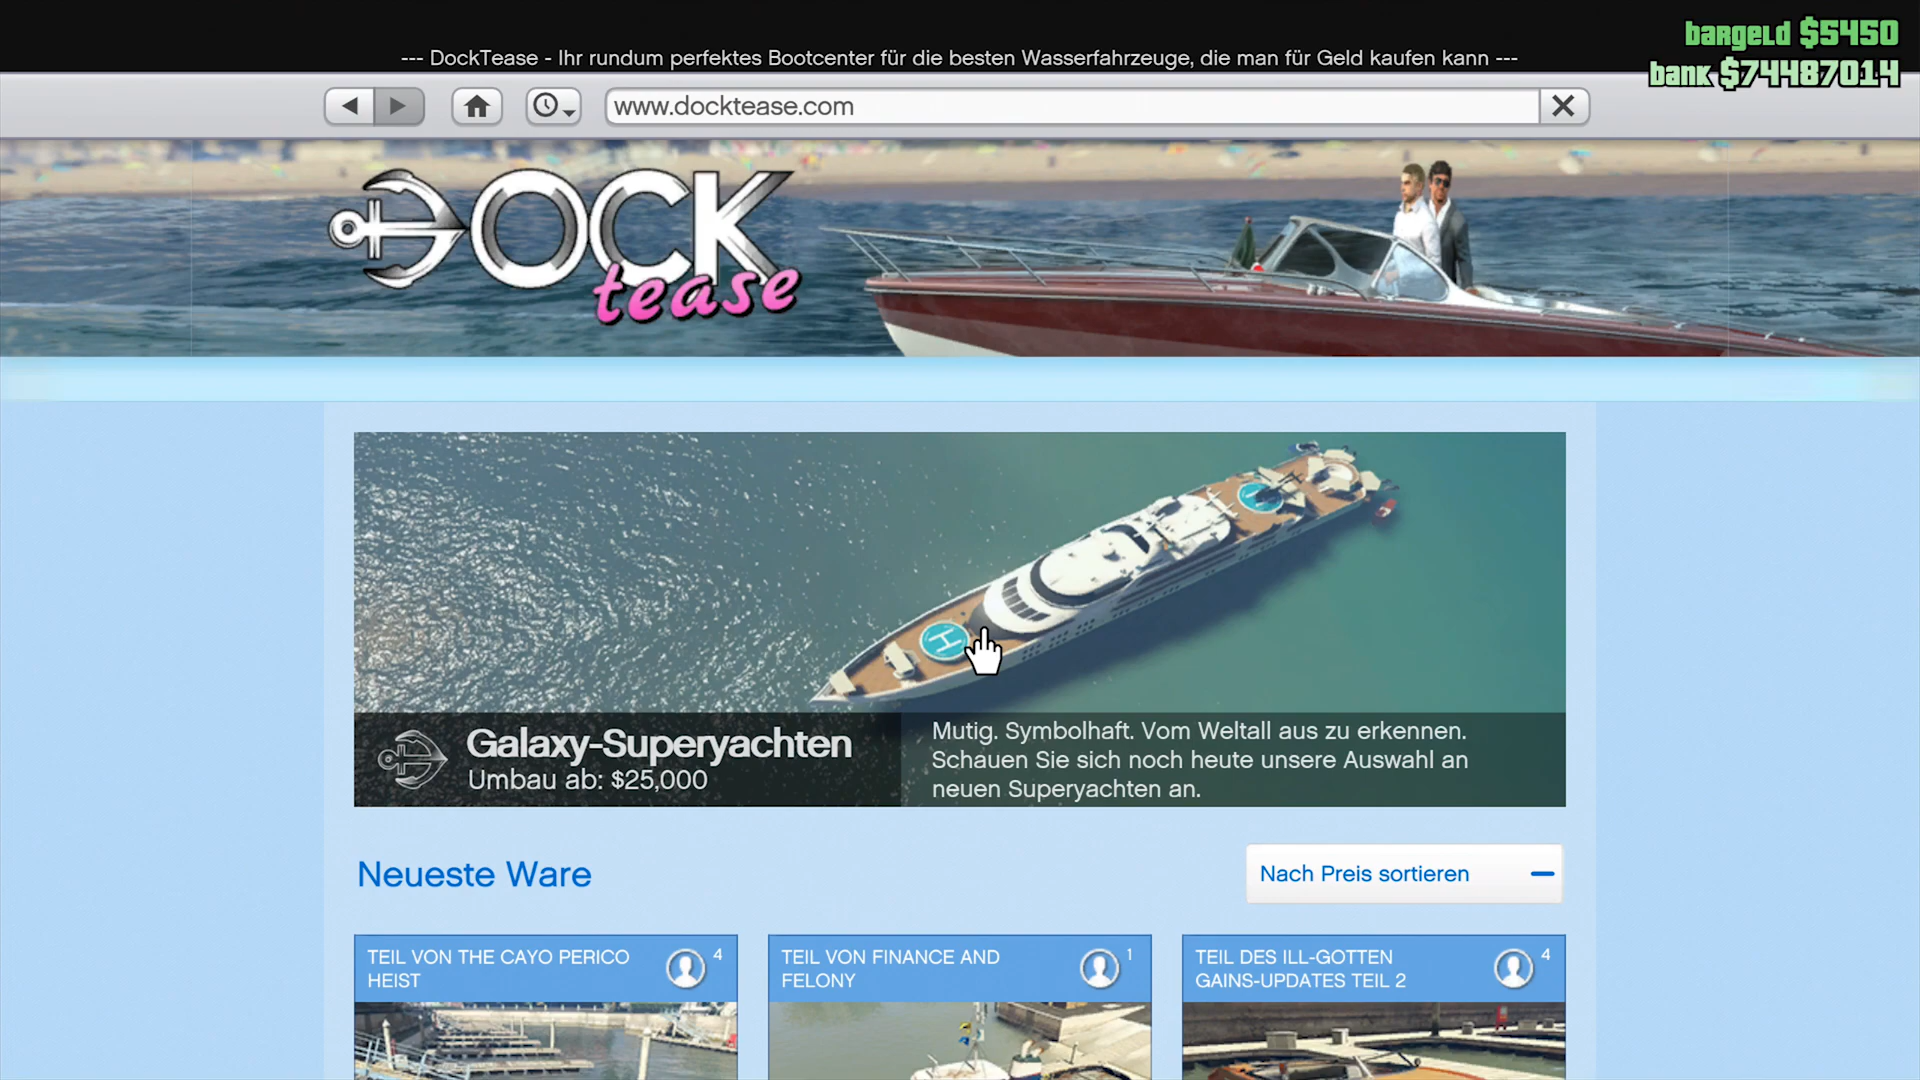 bargeld $5450
--- DockTease - Ihr rundum perfektes Bootcenter für die besten Wasserfahrzeuge, die man für Geld kaufen kann ---
bank $74487014
www.docktease.com
DOCK
tease
H
H
Galaxy-Superyachten
Umbau ab: $25,000
Mutig. Symbolhaft. Vom Weltall aus zu erkennen.
Schauen Sie sich noch heute unsere Auswahl an
neuen Superyachten an.
Neueste Ware
Nach Preis sortieren
TEIL VON THE CAYO PERICO
HEIST
4
TEIL VON FINANCE AND
FELONY
1
TEIL DES ILL-GOTTEN
GAINS-UPDATES TEIL 2
4